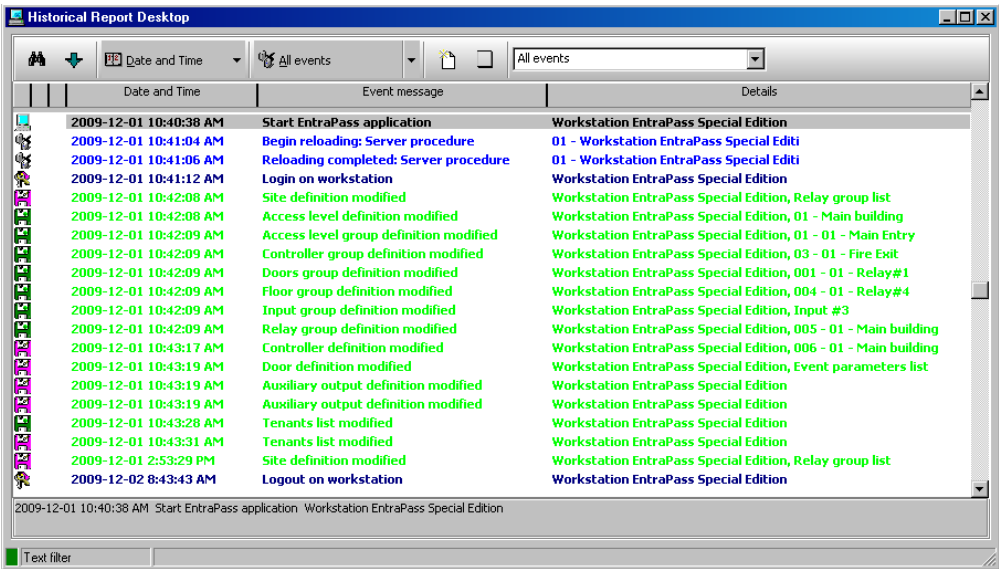 Historical Report Desktop
Date and Time All events All events
Date and Time Event message Details
2009-12-01 10:40:38 AM Start EntraPass application Workstation EntraPass Special Edition
2009-12-01 10:41:04 AM Begin reloading: Server procedure 01 - Workstation EntraPass Special Editi
2009-12-01 10:41:06 AM Reloading completed: Server procedure 01 - Workstation EntraPass Special Editi
2009-12-01 10:41:12 AM Login on workstation Workstation EntraPass Special Edition
2009-12-01 10:42:08 AM Site definition modified Workstation EntraPass Special Edition, Relay group list
2009-12-01 10:42:08 AM Access level definition modified Workstation EntraPass Special Edition, 01 - Main building
2009-12-01 10:42:09 AM Access level group definition modified Workstation EntraPass Special Edition, 01 - 01 - Main Entry
2009-12-01 10:42:09 AM Controller group definition modified Workstation EntraPass Special Edition, 03 - 01 - Fire Exit
2009-12-01 10:42:09 AM Doors group definition modified Workstation EntraPass Special Edition, 001 - 01 - Relay#1
2009-12-01 10:42:09 AM Floor group definition modified Workstation EntraPass Special Edition, 004 - 01 - Relay#4
2009-12-01 10:42:09 AM Input group definition modified Workstation EntraPass Special Edition, Input #3
2009-12-01 10:42:09 AM Relay group definition modified Workstation EntraPass Special Edition, 005 - 01 - Main building
2009-12-01 10:43:17 AM Controller definition modified Workstation EntraPass Special Edition, 006 - 01 - Main building
2009-12-01 10:43:19 AM Door definition modified Workstation EntraPass Special Edition, Event parameters list
2009-12-01 10:43:19 AM Auxiliary output definition modified Workstation EntraPass Special Edition
2009-12-01 10:43:19 AM Auxiliary output definition modified Workstation EntraPass Special Edition
2009-12-01 10:43:28 AM Tenants list modified Workstation EntraPass Special Edition
2009-12-01 10:43:31 AM Tenants list modified Workstation EntraPass Special Edition
2009-12-01 2:53:29 PM Site definition modified Workstation EntraPass Special Edition, Relay group list
2009-12-02 8:43:43 AM Logout on workstation Workstation EntraPass Special Edition
2009-12-01 10:40:38 AM Start EntraPass application Workstation EntraPass Special Edition
Text filter